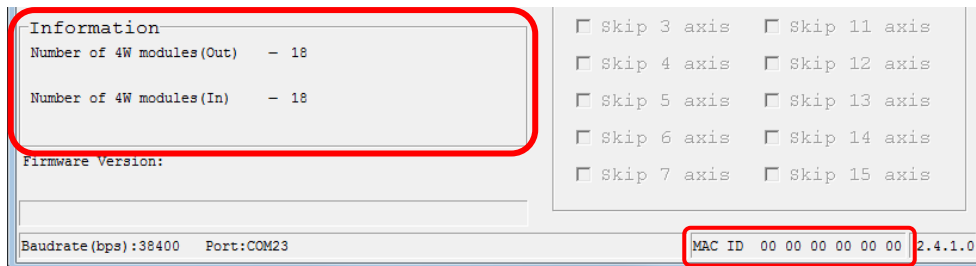 Information
Number of 4W modules(Out) - 18
Number of 4W modules(In) - 18
Firmware Version:
Skip 3 axis Skip 11 axis
Skip 4 axis Skip 12 axis
Skip 5 axis Skip 13 axis
Skip 6 axis Skip 14 axis
Skip 7 axis Skip 15 axis
Baudrate(bps):38400 Port:COM23 MAC ID 00 00 00 00 00 00 2.4.1.0